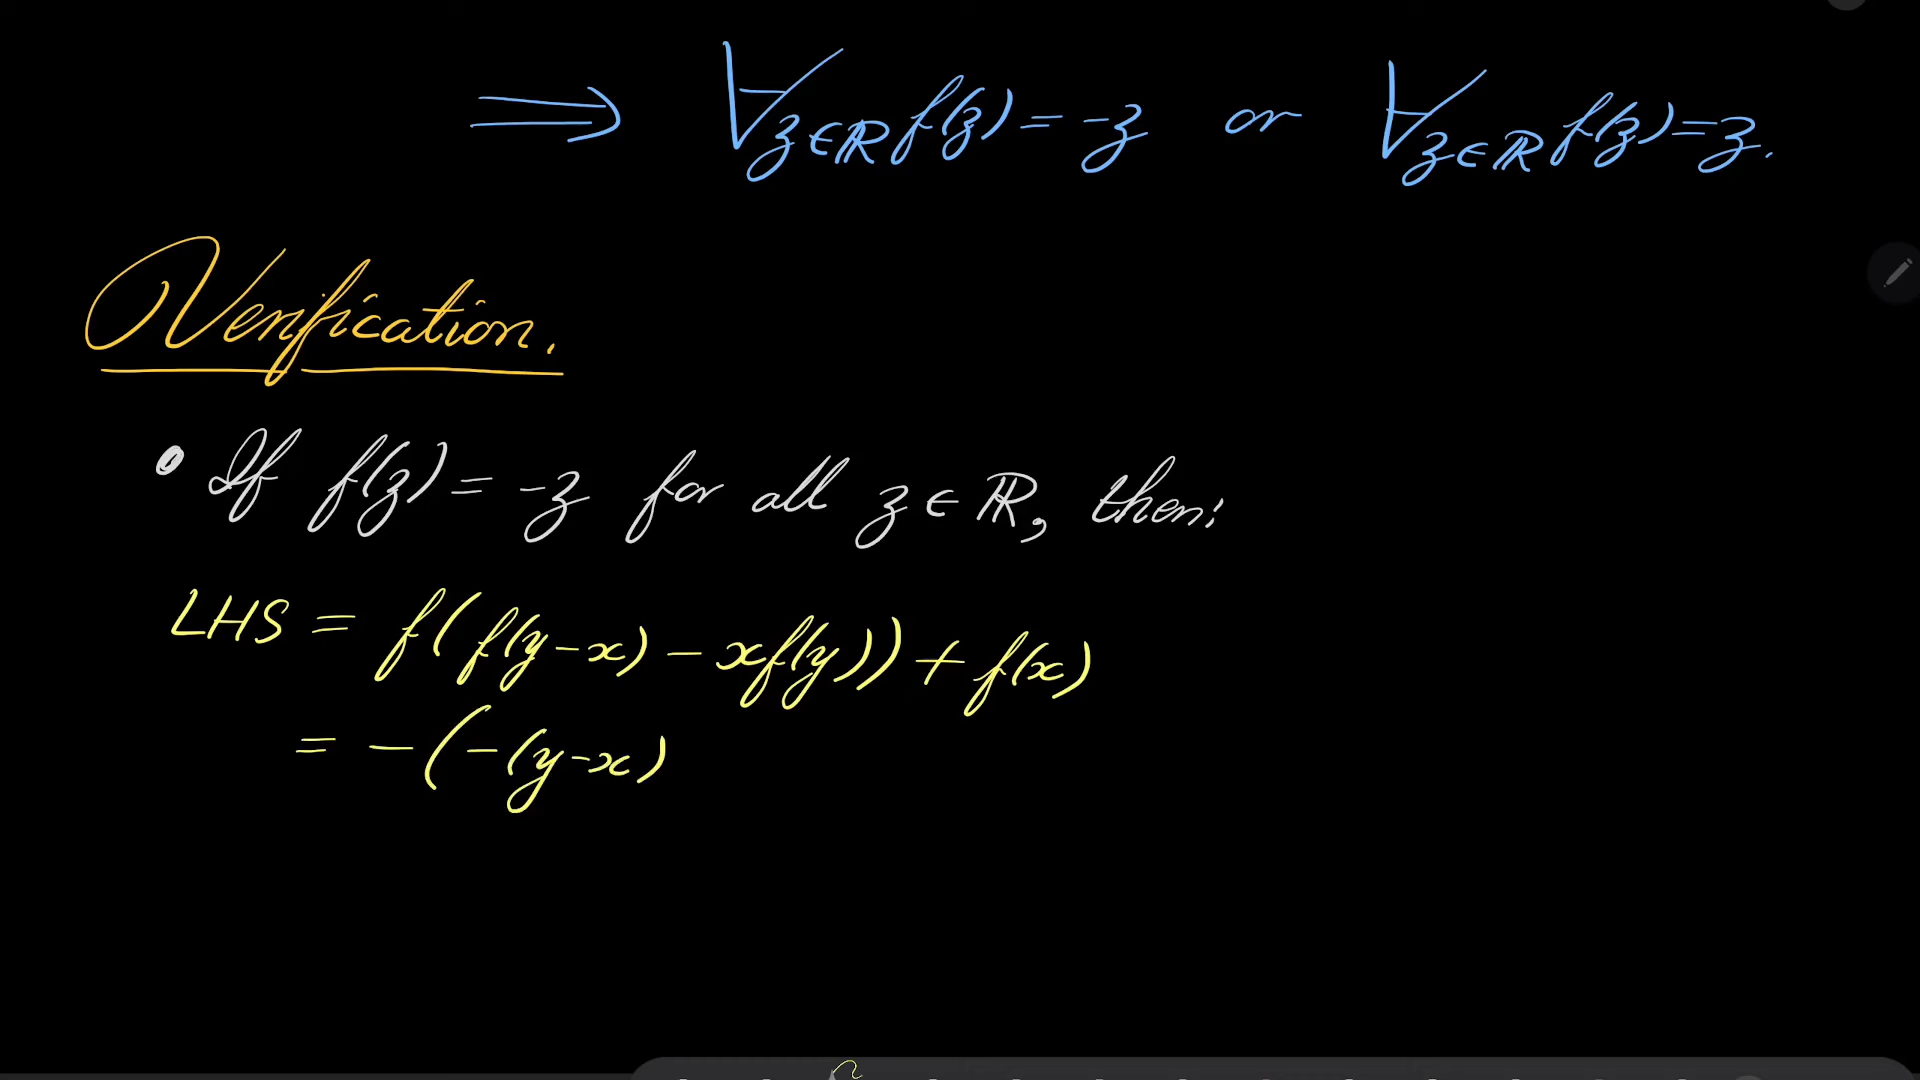 ⟹ ∀z∈ℝ f(z) = -z or ∀z∈ℝ f(z) = z.
Verification.
• If f(z) = -z for all z ∈ ℝ, then:
LHS = f(f(y-x) - xf(y)) + f(x)
= -(-(y-x)